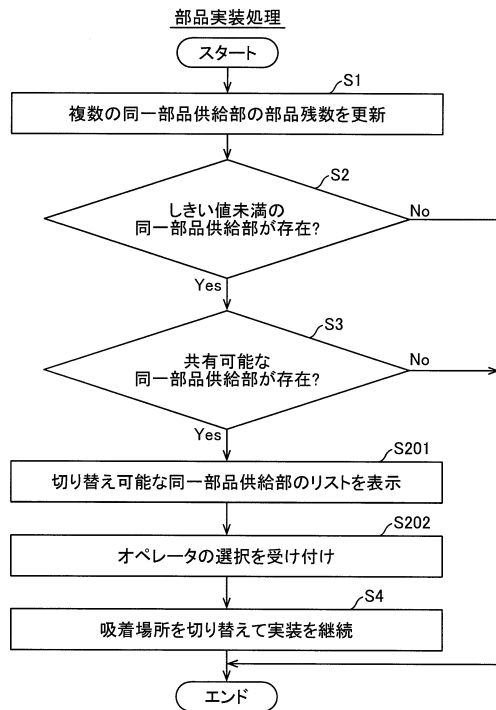 部品実装処理
スタート
S1
複数の同一部品供給部の部品残数を更新
S2
しきい値未満の
同一部品供給部が存在?
No
Yes
S3
共有可能な
同一部品供給部が存在?
No
Yes
S201
切り替え可能な同一部品供給部のリストを表示
S202
オペレータの選択を受け付け
S4
吸着場所を切り替えて実装を継続
エンド